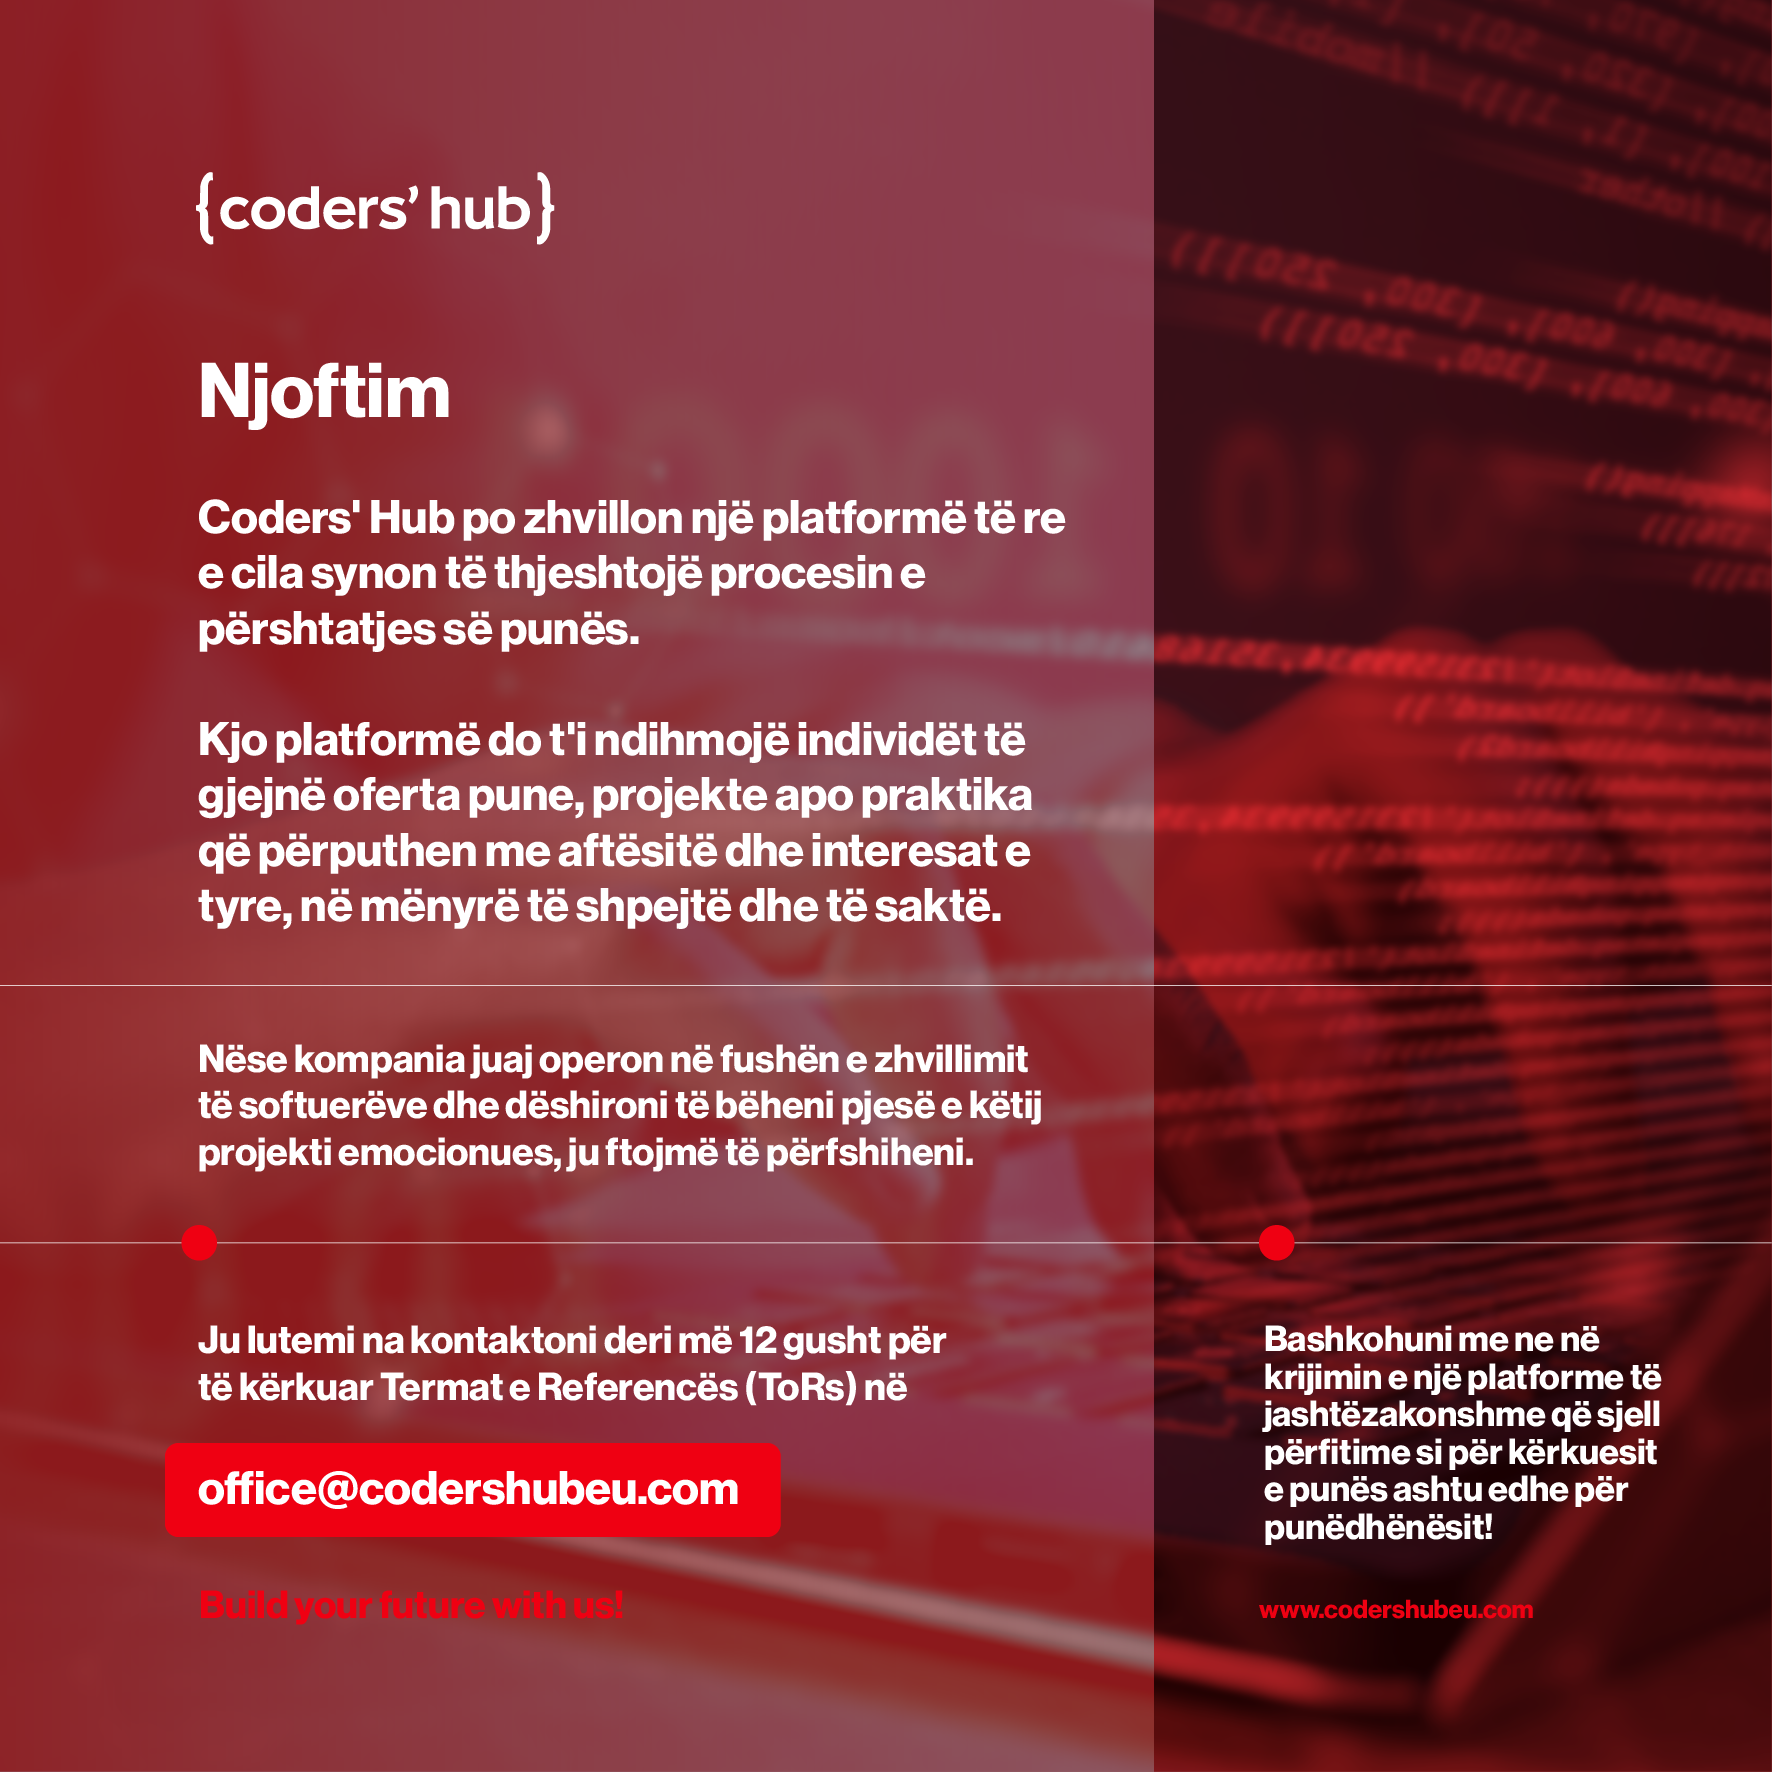 {coders’ hub}
Njoftim
Coders' Hub po zhvillon një platformë të re
e cila synon të thjeshtojë procesin e
përshtatjes së punës.
Kjo platformë do t'i ndihmojë individët të
gjejnë oferta pune, projekte apo praktika
që përputhen me aftësitë dhe interesat e
tyre, në mënyrë të shpejtë dhe të saktë.
Nëse kompania juaj operon në fushën e zhvillimit
të softuerëve dhe dëshironi të bëheni pjesë e këtij
projekti emocionues, ju ftojmë të përfshiheni.
Ju lutemi na kontaktoni deri më 12 gusht për
të kërkuar Termat e Referencës (ToRs) në
office@codershubeu.com
Build your future with us!
Bashkohuni me ne në
krijimin e një platforme të
jashtëzakonshme që sjell
përfitime si për kërkuesit
e punës ashtu edhe për
punëdhënësit!
www.codershubeu.com